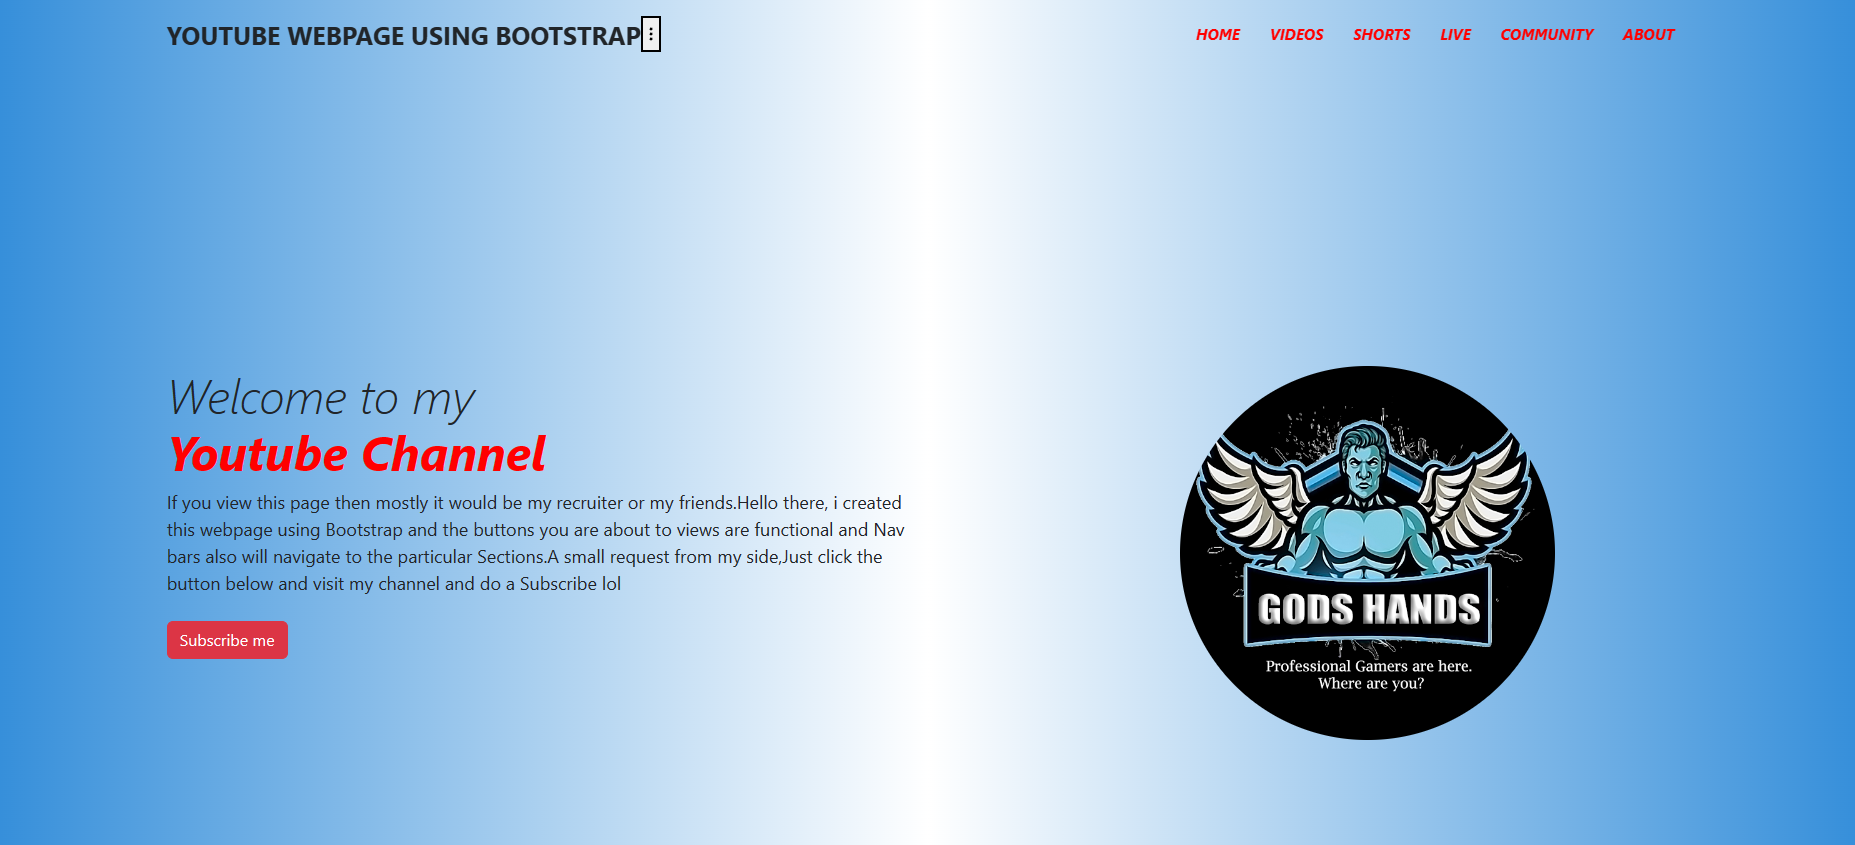 YOUTUBE WEBPAGE USING BOOTSTRAP
HOME VIDEOS SHORTS LIVE COMMUNITY ABOUT
Welcome to my
Youtube Channel
If you view this page then mostly it would be my recruiter or my friends.Hello there, i created
this webpage using Bootstrap and the buttons you are about to views are functional and Nav
bars also will navigate to the particular Sections.A small request from my side,Just click the
button below and visit my channel and do a Subscribe lol
Subscribe me
GODS HANDS
Professional Gamers are here.
Where are you?